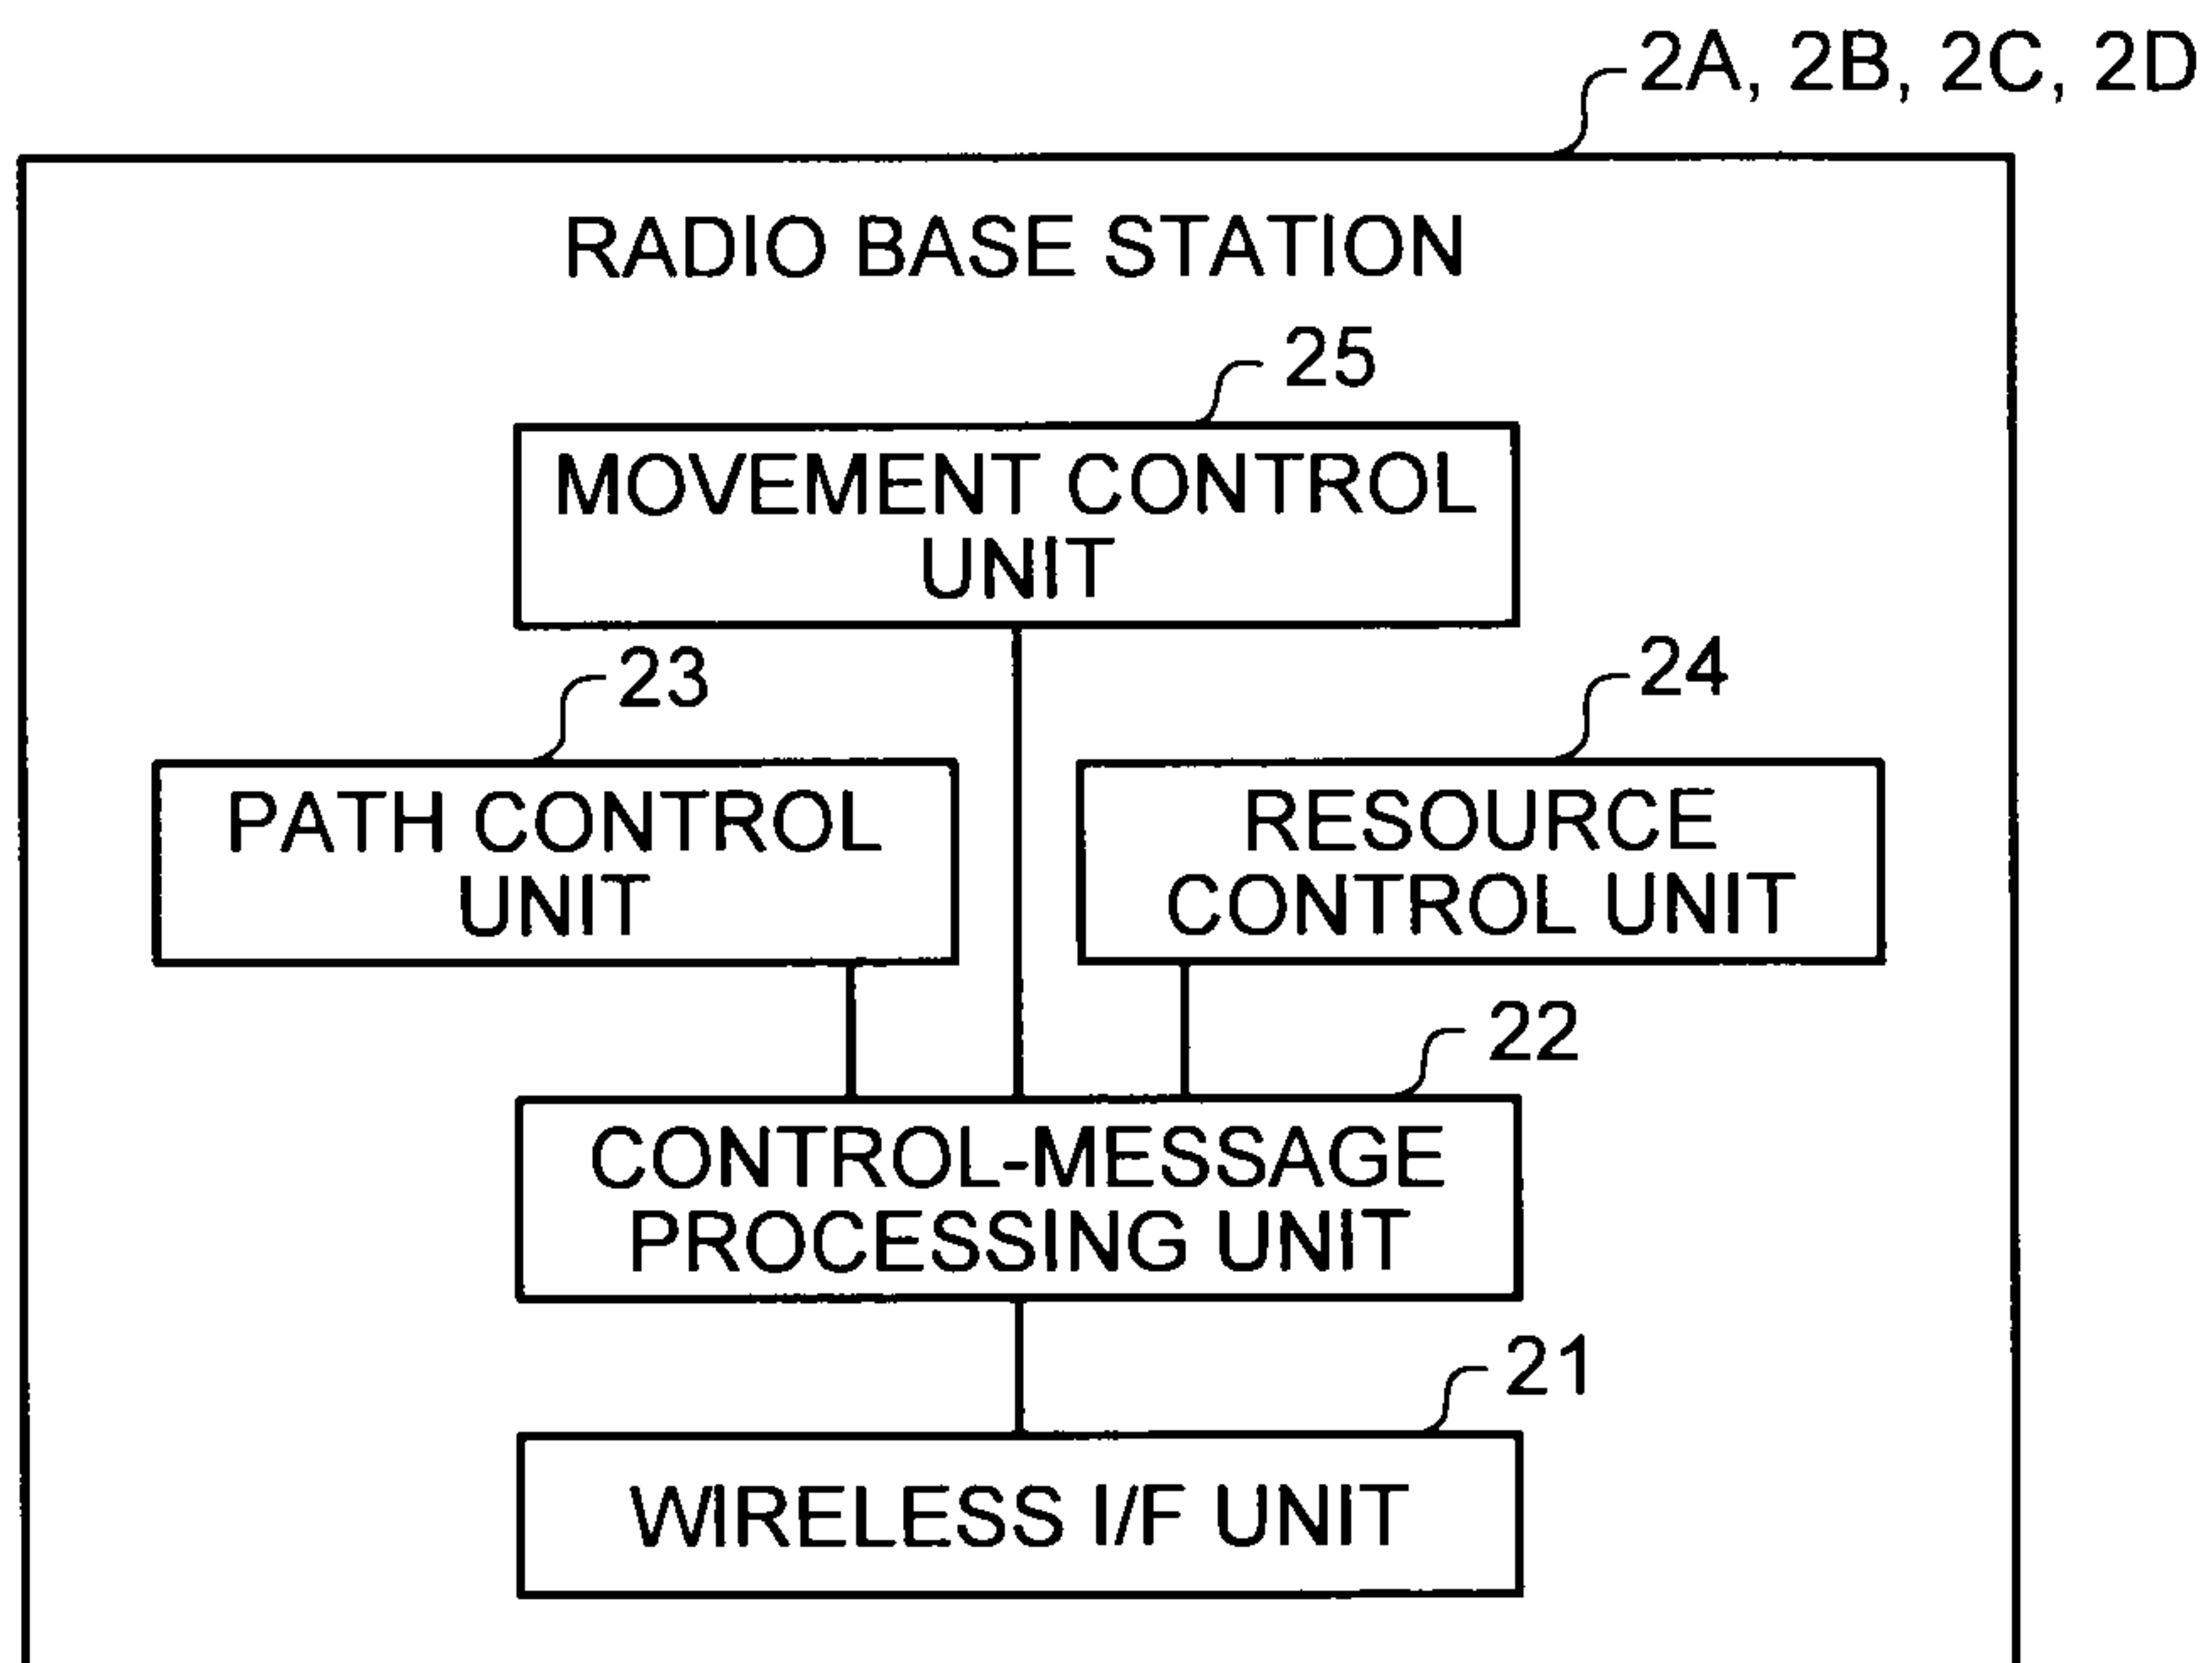 2A, 2B, 2C, 2D
RADIO BASE STATION
25
MOVEMENT CONTROL
UNIT
23
24
PATH CONTROL
UNIT
RESOURCE
CONTROL UNIT
22
CONTROL-MESSAGE
PROCESSING UNIT
21
WIRELESS I/F UNIT